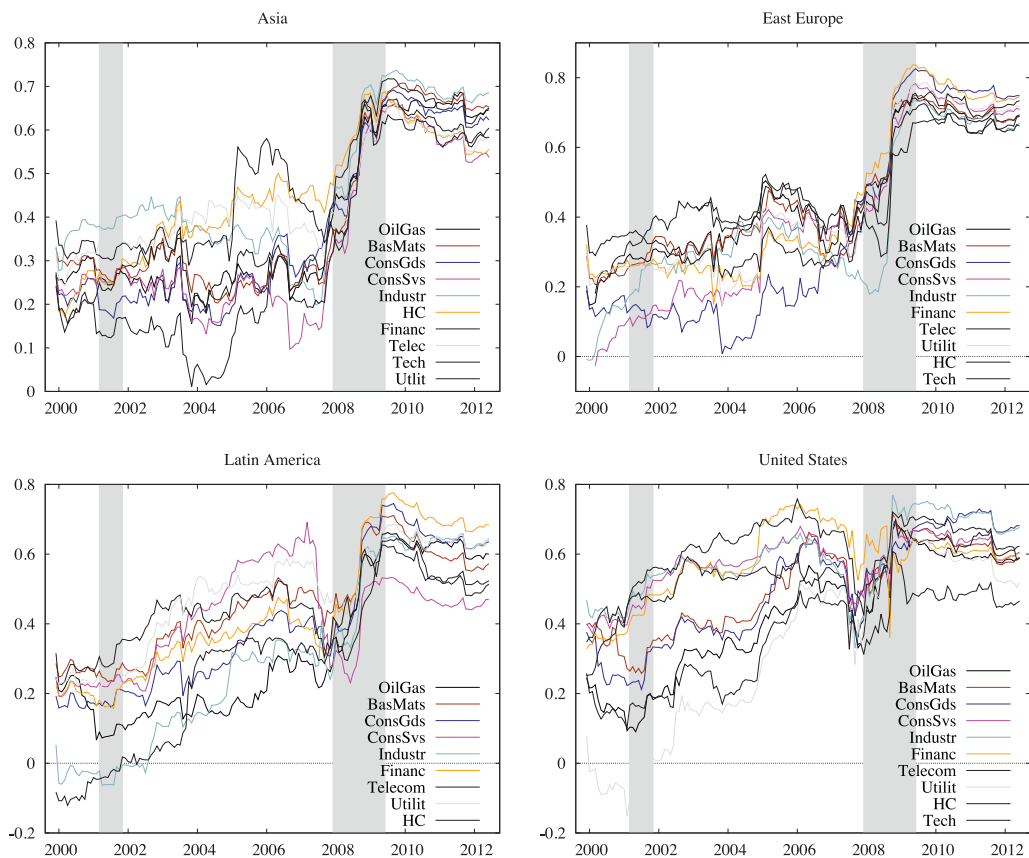 Asia
0.8
0.7
0.6
0.5
0.4
0.3
0.2
0.1
0
OilGas
BasMats
ConsGds
ConsSvs
Industr
HC
Financ
Telec
Tech
Utlit
2000 2002 2004 2006 2008 2010 2012
East Europe
0.8
0.6
0.4
0.2
0
OilGas
BasMats
ConsGds
ConsSvs
Industr
Financ
Telec
Utilit
HC
Tech
2000 2002 2004 2006 2008 2010 2012
Latin America
0.8
0.6
0.4
0.2
0
-0.2
OilGas
BasMats
ConsGds
ConsSvs
Industr
Financ
Telecom
Utilit
HC
2000 2002 2004 2006 2008 2010 2012
United States
0.8
0.6
0.4
0.2
0
-0.2
OilGas
BasMats
ConsGds
ConsSvs
Industr
Financ
Telecom
Utilit
HC
Tech
2000 2002 2004 2006 2008 2010 2012